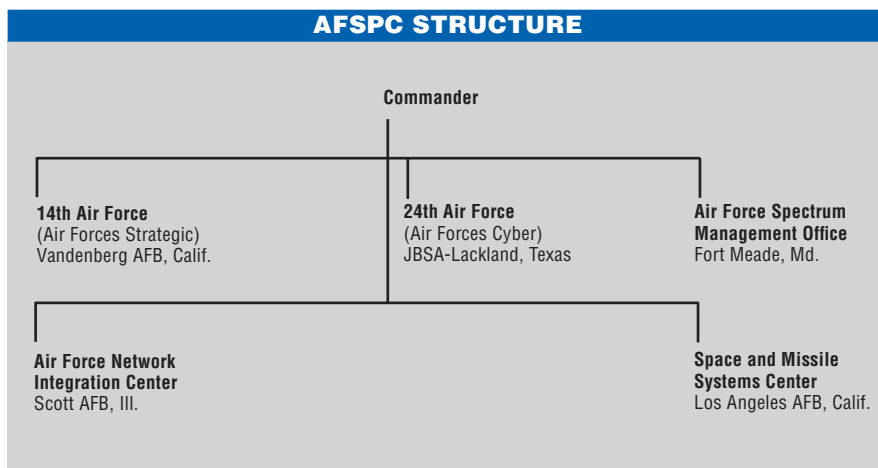 AFSPC STRUCTURE
Commander
14th Air Force
(Air Forces Strategic)
Vandenberg AFB, Calif.
24th Air Force
(Air Forces Cyber)
JBSA-Lackland, Texas
Air Force Spectrum
Management Office
Fort Meade, Md.
Air Force Network
Integration Center
Scott AFB, Ill.
Space and Missile
Systems Center
Los Angeles AFB, Calif.